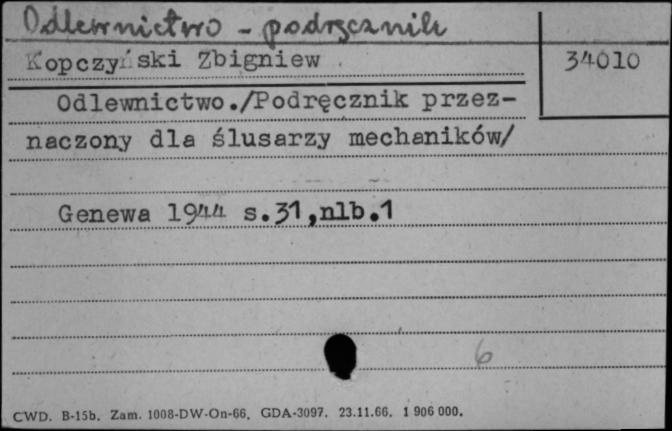 Odlewnictwo - podręcznik
Kopczyński Zbigniew
34010
Odlewnictwo./Podręcznik przez-
naczony dla ślusarzy mechaników/
Genewa 1944 s.31,nlb.1
6
CWD. B-15b. Zam. 1008-DW-On-66. GDA-3097. 23.11.66. 1 906 000.